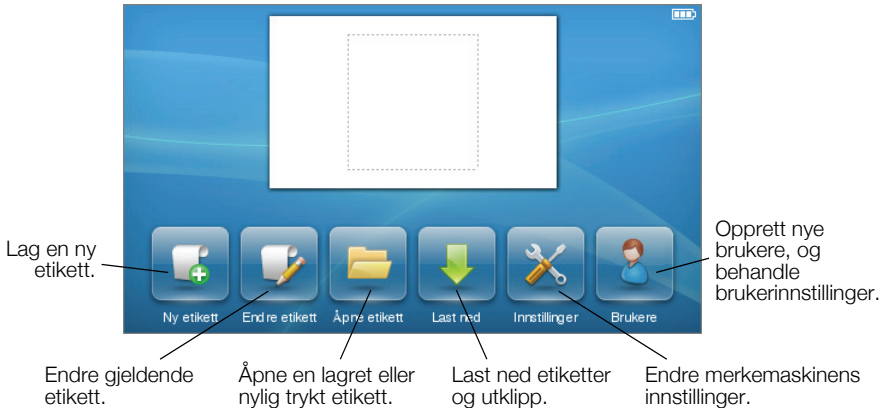 Lag en ny
etikett.
Opprett nye
brukere, og
behandle
brukerinnstillinger.
Ny etikett
Endre etikett
Åpne etikett
Last ned
Innstillinger
Brukere
Endre gjeldende
etikett.
Åpne en lagret eller
nylig trykt etikett.
Last ned etiketter
og utklipp.
Endre merkemaskinens
innstillinger.